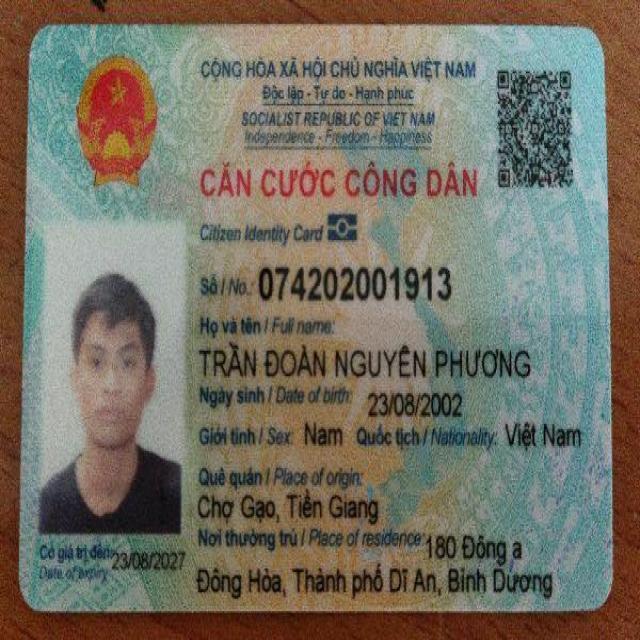 CỘNG HÒA XÃ HỘI CHỦ NGHĨA VIỆT NAM
Độc lập - Tự do - Hạnh phúc
SOCIALIST REPUBLIC OF VIET NAM
Independence - Freedom - Happiness
CĂN CƯỚC CÔNG DÂN
Citizen Identity Card
Số / No.: 074202001913
Họ và tên / Full name:
TRẦN ĐOÀN NGUYÊN PHƯƠNG
Ngày sinh / Date of birth: 23/08/2002
Giới tính / Sex: Nam Quốc tịch / Nationality: Việt Nam
Quê quán / Place of origin:
Chợ Gạo, Tiền Giang
Nơi thường trú / Place of residence: 180 Đông a
Đông Hòa, Thành phố Dĩ An, Bình Dương
Có giá trị đến: 23/08/2027
Date of expiry